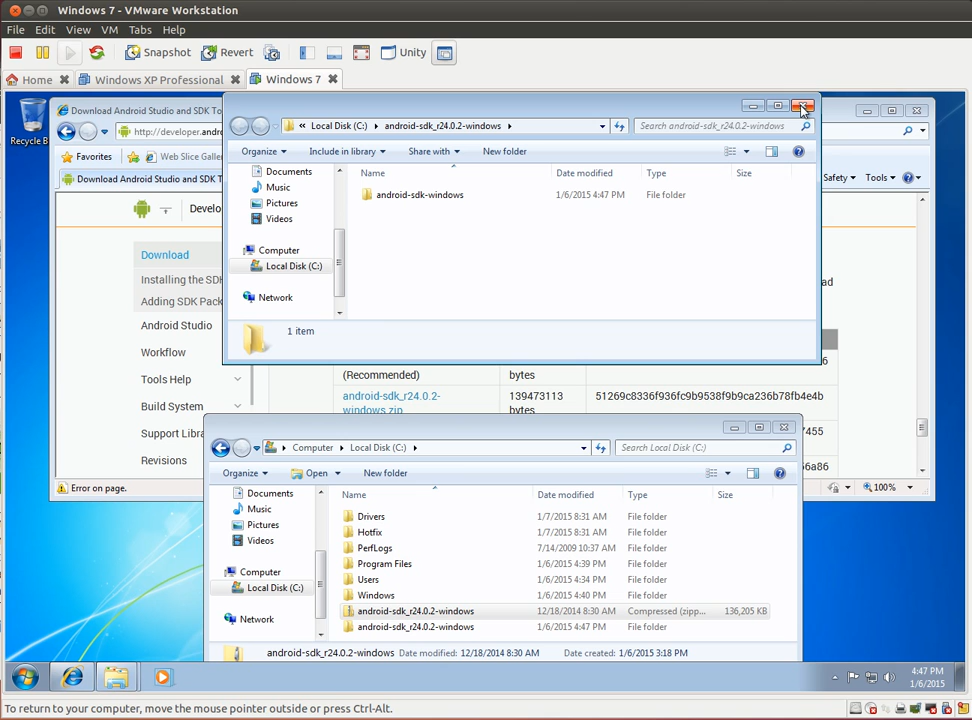 Windows 7 - VMware Workstation
File Edit View VM Tabs Help
Snapshot Revert Unity
Home Windows XP Professional Windows 7
Recycle B
Download Android Studio and SDK To
http://developer.andr
Favorites Web Slice Galle
Download Android Studio and SDK T
Safety Tools
Develo
Download
Installing the SDK
Adding SDK Pack
Android Studio
Workflow
Tools Help
Build System
Support Libra
Revisions
ad
6
(Recommended) bytes
android-sdk_r24.0.2- 139473113 51269c8336f936fc9b9538f9b9ca236b78fb4e4b
windows.zip bytes
7455
56a86
Error on page. 100%
« Local Disk (C:) android-sdk_r24.0.2-windows Search android-sdk_r24.0.2-windows
Organize Include in library Share with New folder
Documents
Music
Pictures
Videos
Computer
Local Disk (C:)
Network
Name Date modified Type Size
android-sdk-windows 1/6/2015 4:47 PM File folder
1 item
Computer Local Disk (C:) Search Local Disk (C:)
Organize Open New folder
Documents
Music
Pictures
Videos
Computer
Local Disk (C:)
Network
Name Date modified Type Size
Drivers 1/7/2015 8:31 AM File folder
Hotfix 1/7/2015 8:31 AM File folder
PerfLogs 7/14/2009 10:37 AM File folder
Program Files 1/6/2015 4:39 PM File folder
Users 1/6/2015 4:34 PM File folder
Windows 1/6/2015 4:40 PM File folder
android-sdk_r24.0.2-windows 12/18/2014 8:30 AM Compressed (zipp... 136,205 KB
android-sdk_r24.0.2-windows 1/6/2015 4:47 PM File folder
android-sdk_r24.0.2-windows Date modified: 12/18/2014 8:30 AM Date created: 1/6/2015 3:18 PM
4:47 PM
1/6/2015
To return to your computer, move the mouse pointer outside or press Ctrl-Alt.